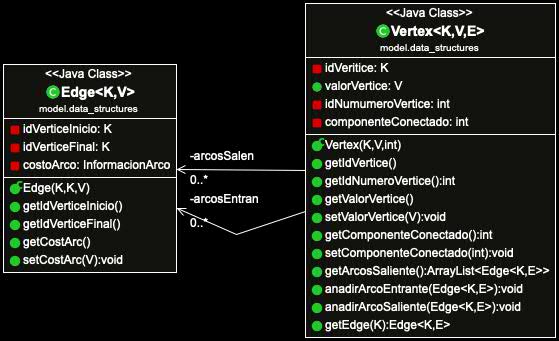 <<Java Class>>
Edge<K,V>
model.data_structures
idVerticeInicio: K
idVerticeFinal: K
costoArco: InformacionArco
Edge(K,K,V)
getIdVerticeInicio()
getIdVerticeFinal()
getCostArc()
setCostArc(V):void
-arcosSalen
0..*
-arcosEntran
0..*
<<Java Class>>
Vertex<K,V,E>
model.data_structures
idVeritice: K
valorVertice: V
idNumumeroVertice: int
componenteConectado: int
Vertex(K,V,int)
getIdVertice()
getIdNumeroVertice():int
getValorVertice()
setValorVertice(V):void
getComponenteConectado():int
setComponenteConectado(int):void
getArcosSaliente():ArrayList<Edge<K,E>>
anadirArcoEntrante(Edge<K,E>):void
anadirArcoSaliente(Edge<K,E>):void
getEdge(K):Edge<K,E>